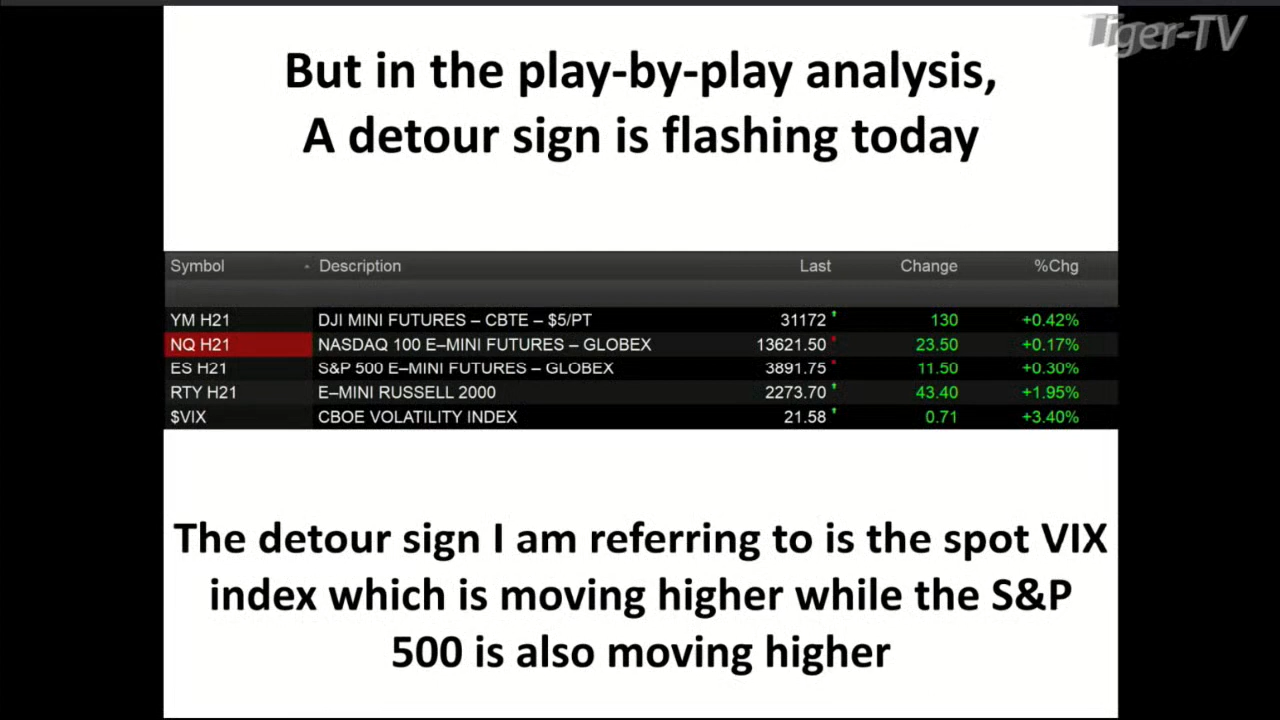 Tiger-TV
But in the play-by-play analysis,
A detour sign is flashing today
Symbol Description Last Change %Chg
YM H21 DJI MINI FUTURES – CBTE – $5/PT 31172 130 +0.42%
NQ H21 NASDAQ 100 E–MINI FUTURES – GLOBEX 13621.50 23.50 +0.17%
ES H21 S&P 500 E–MINI FUTURES – GLOBEX 3891.75 11.50 +0.30%
RTY H21 E–MINI RUSSELL 2000 2273.70 43.40 +1.95%
$VIX CBOE VOLATILITY INDEX 21.58 0.71 +3.40%
The detour sign I am referring to is the spot VIX
index which is moving higher while the S&P
500 is also moving higher